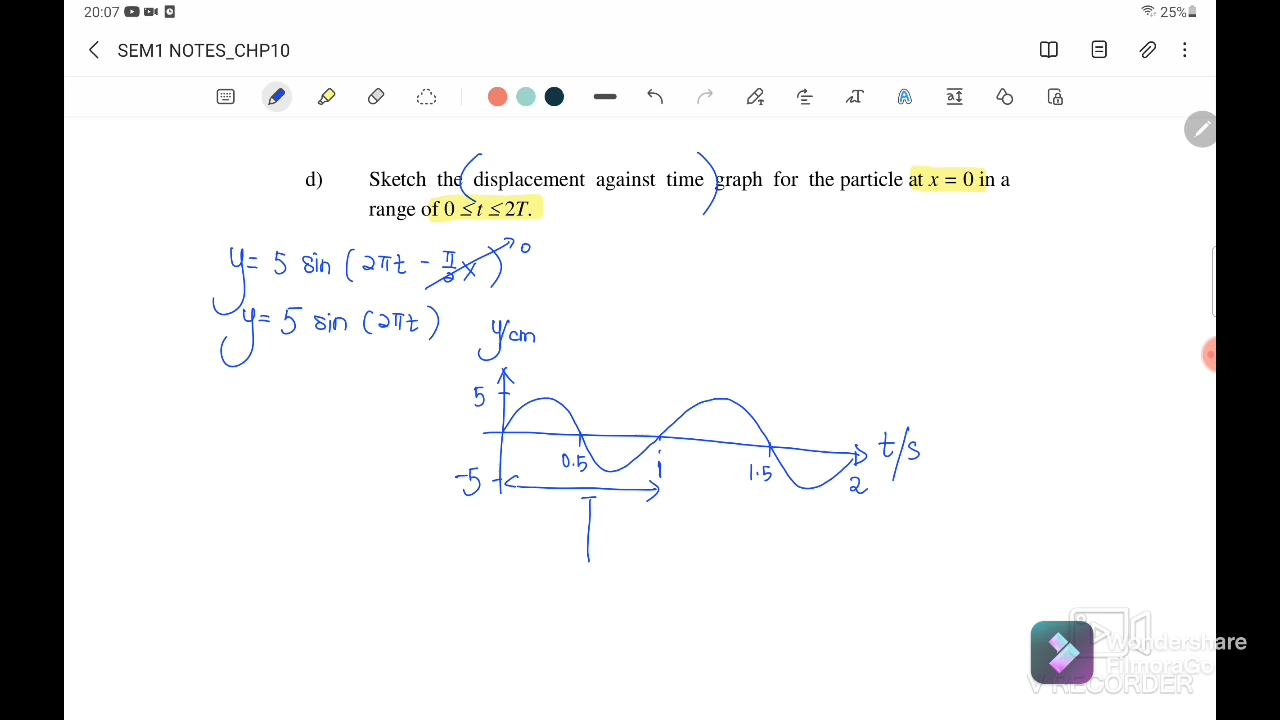 20:07 25%
SEM1 NOTES_CHP10
d) Sketch the displacement against time graph for the particle at x = 0 in a
range of 0 ≤ t ≤ 2T.
y = 5 sin (2πt - π/2 x) 0
y = 5 sin (2πt)
y/cm
5
0.5 1 1.5 2 t/s
-5
T
Wondershare
FilmoraGo
V RECORDER